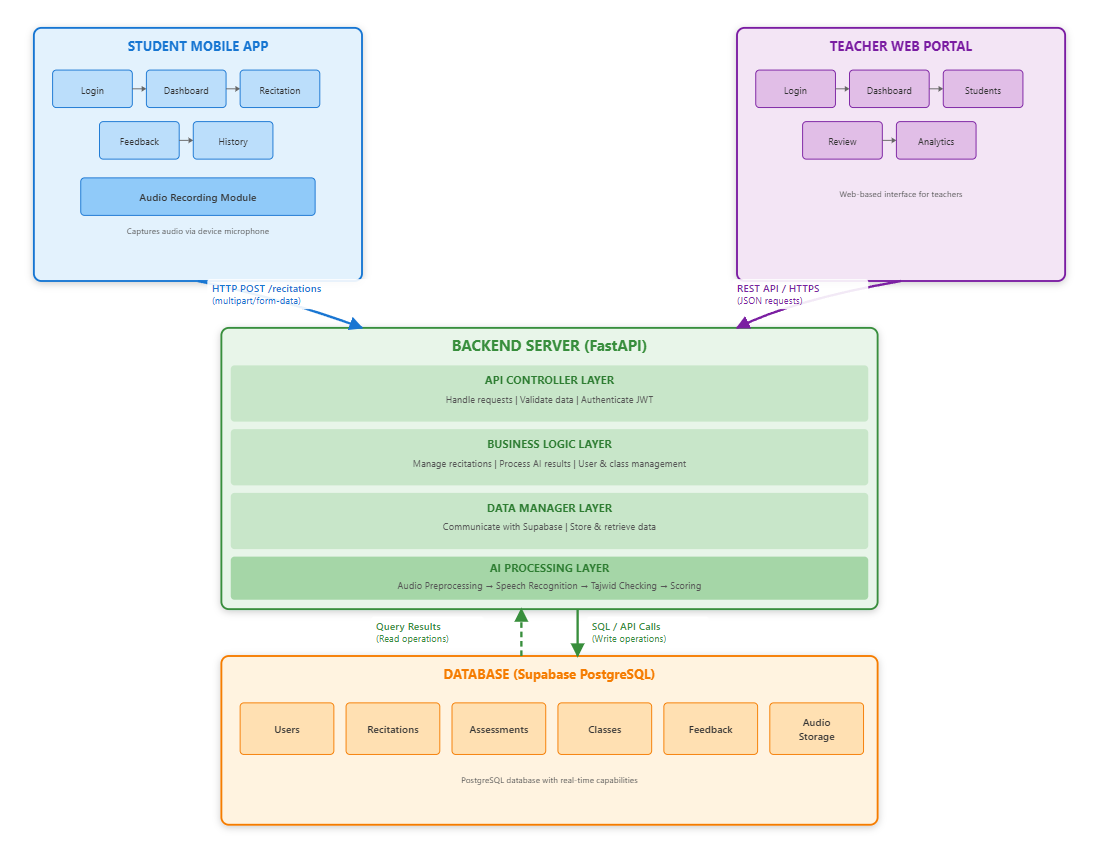 STUDENT MOBILE APP
Login
Dashboard
Recitation
Feedback
History
Audio Recording Module
Captures audio via device microphone
TEACHER WEB PORTAL
Login
Dashboard
Students
Review
Analytics
Web-based interface for teachers
HTTP POST /recitations
(multipart/form-data)
REST API / HTTPS
(JSON requests)
BACKEND SERVER (FastAPI)
API CONTROLLER LAYER
Handle requests | Validate data | Authenticate JWT
BUSINESS LOGIC LAYER
Manage recitations | Process AI results | User & class management
DATA MANAGER LAYER
Communicate with Supabase | Store & retrieve data
AI PROCESSING LAYER
Audio Preprocessing → Speech Recognition → Tajwid Checking → Scoring
Query Results
(Read operations)
SQL / API Calls
(Write operations)
DATABASE (Supabase PostgreSQL)
Users
Recitations
Assessments
Classes
Feedback
Audio
Storage
PostgreSQL database with real-time capabilities